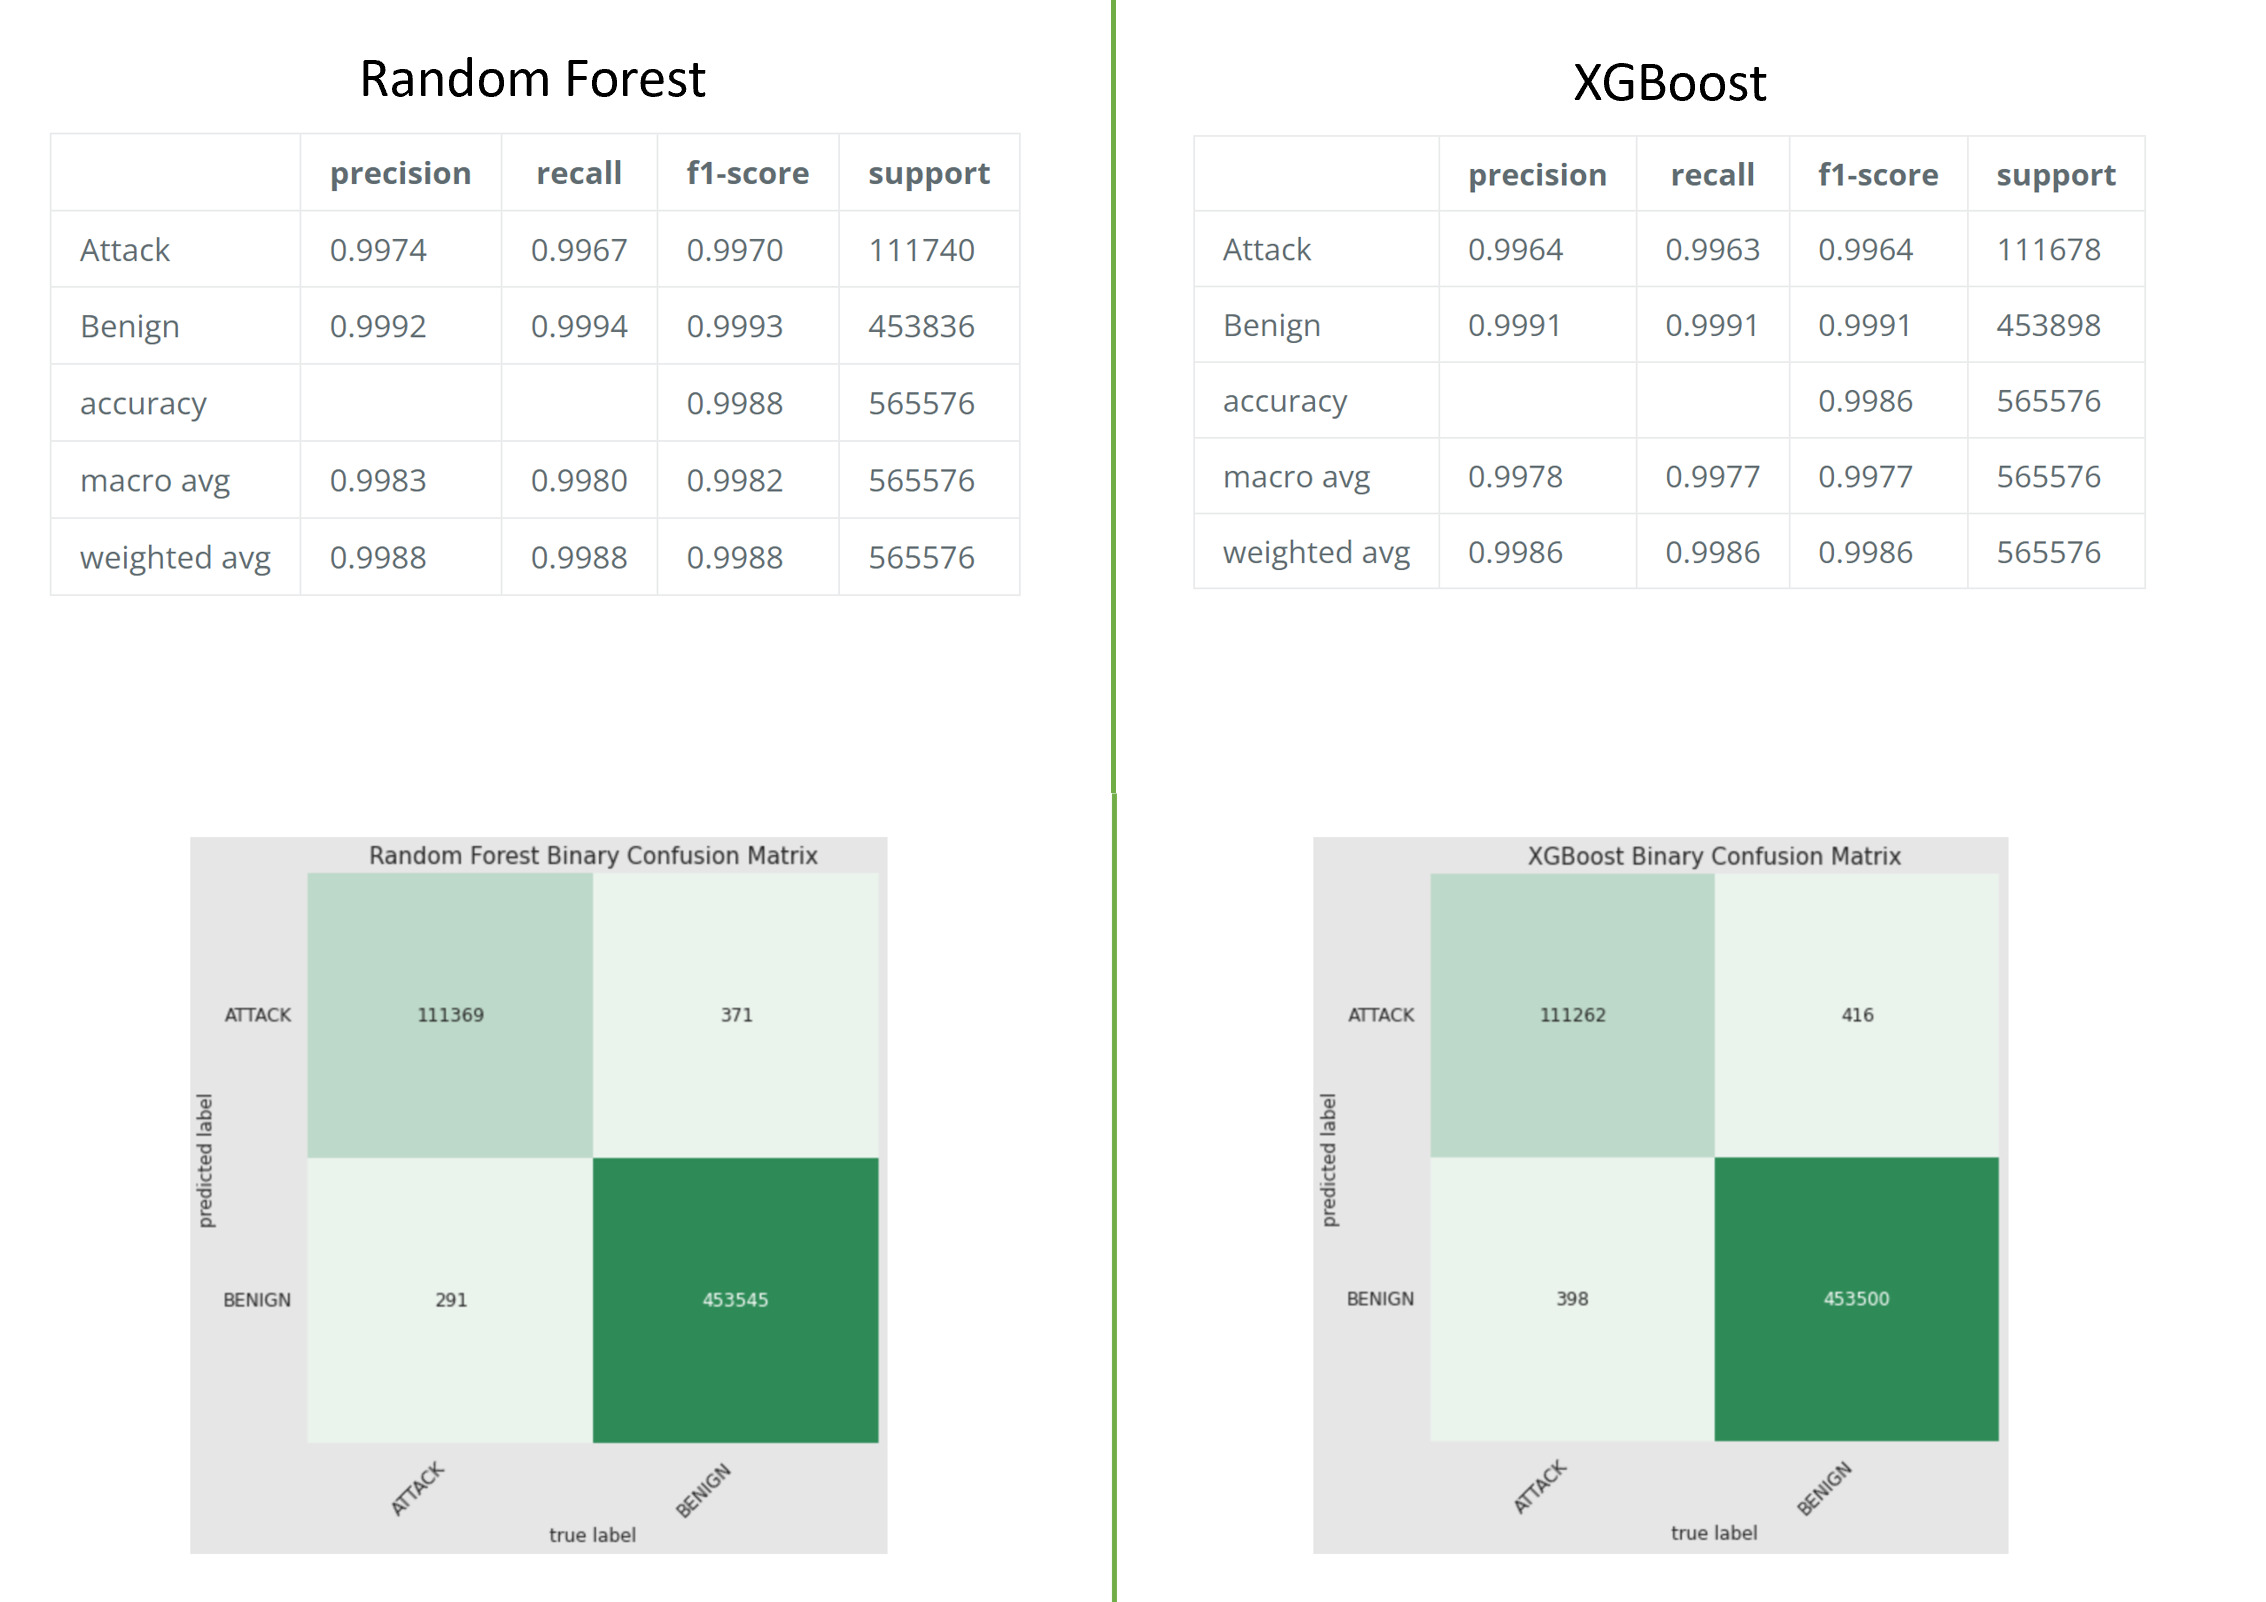 Random Forest
precision recall f1-score support
Attack 0.9974 0.9967 0.9970 111740
Benign 0.9992 0.9994 0.9993 453836
accuracy 0.9988 565576
macro avg 0.9983 0.9980 0.9982 565576
weighted avg 0.9988 0.9988 0.9988 565576
Random Forest Binary Confusion Matrix
predicted label
ATTACK 111369 371
BENIGN 291 453545
ATTACK BENIGN
true label
XGBoost
precision recall f1-score support
Attack 0.9964 0.9963 0.9964 111678
Benign 0.9991 0.9991 0.9991 453898
accuracy 0.9986 565576
macro avg 0.9978 0.9977 0.9977 565576
weighted avg 0.9986 0.9986 0.9986 565576
XGBoost Binary Confusion Matrix
predicted label
ATTACK 111262 416
BENIGN 398 453500
ATTACK BENIGN
true label